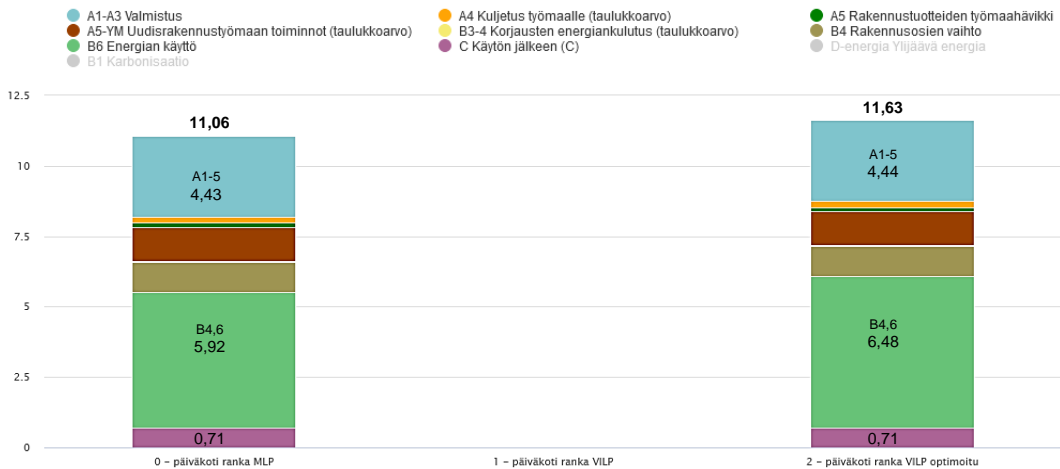 A1-A3 Valmistus
A4 Kuljetus työmaalle (taulukkoarvo)
A5 Rakennustuotteiden työmaahävikki
A5-YM Uudisrakennustyömaan toiminnot (taulukkoarvo)
B3-4 Korjausten energiankulutus (taulukkoarvo)
B4 Rakennusosien vaihto
B6 Energian käyttö
C Käytön jälkeen (C)
D-energia Ylijäävä energia
B1 Karbonisaatio
12.5
10
7.5
5
2.5
0
11,06
A1-5
4,43
B4,6
5,92
0,71
11,63
A1-5
4,44
B4,6
6,48
0,71
0 – päiväkoti ranka MLP
1 – päiväkoti ranka VILP
2 – päiväkoti ranka VILP optimoitu